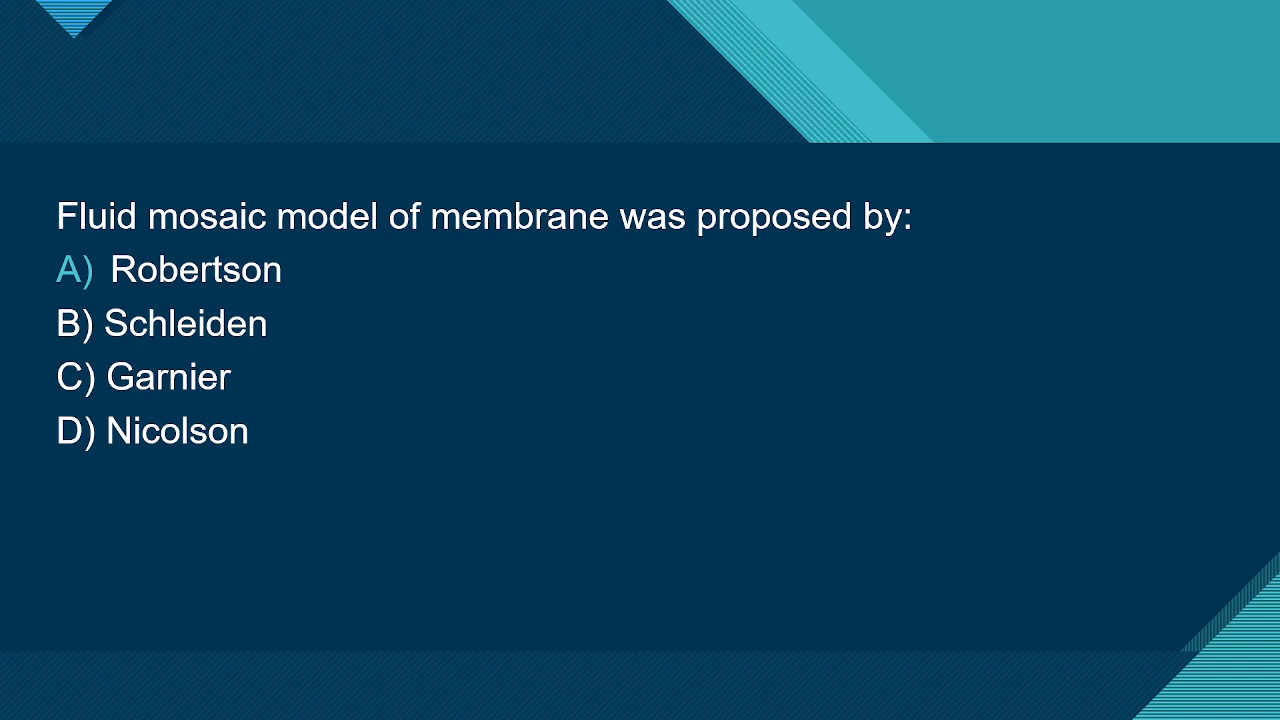 Fluid mosaic model of membrane was proposed by:
A) Robertson
B) Schleiden
C) Garnier
D) Nicolson